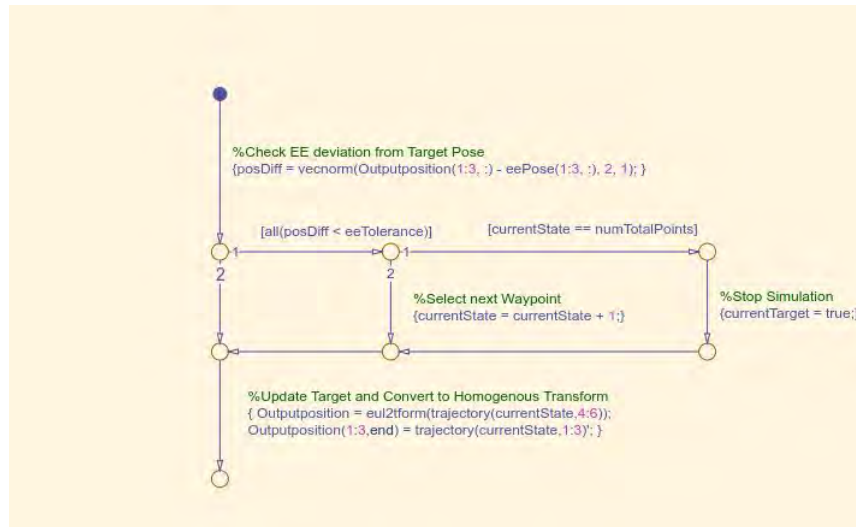 %Check EE deviation from Target Pose
{posDiff = vecnorm(Outputposition(1:3, :) - eePose(1:3, :), 2, 1); }
[all(posDiff < eeTolerance)]
[currentState == numTotalPoints]
1
1
2
2
%Select next Waypoint
{currentState = currentState + 1;}
%Stop Simulation
{currentTarget = true;}
%Update Target and Convert to Homogenous Transform
{ Outputposition = eul2tform(trajectory(currentState,4:6));
Outputposition(1:3,end) = trajectory(currentState,1:3)'; }